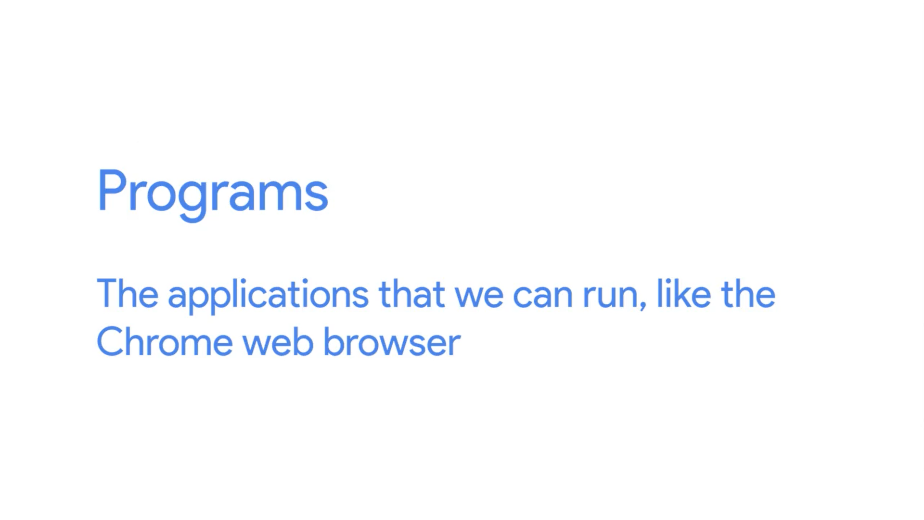 Programs
The applications that we can run, like the
Chrome web browser